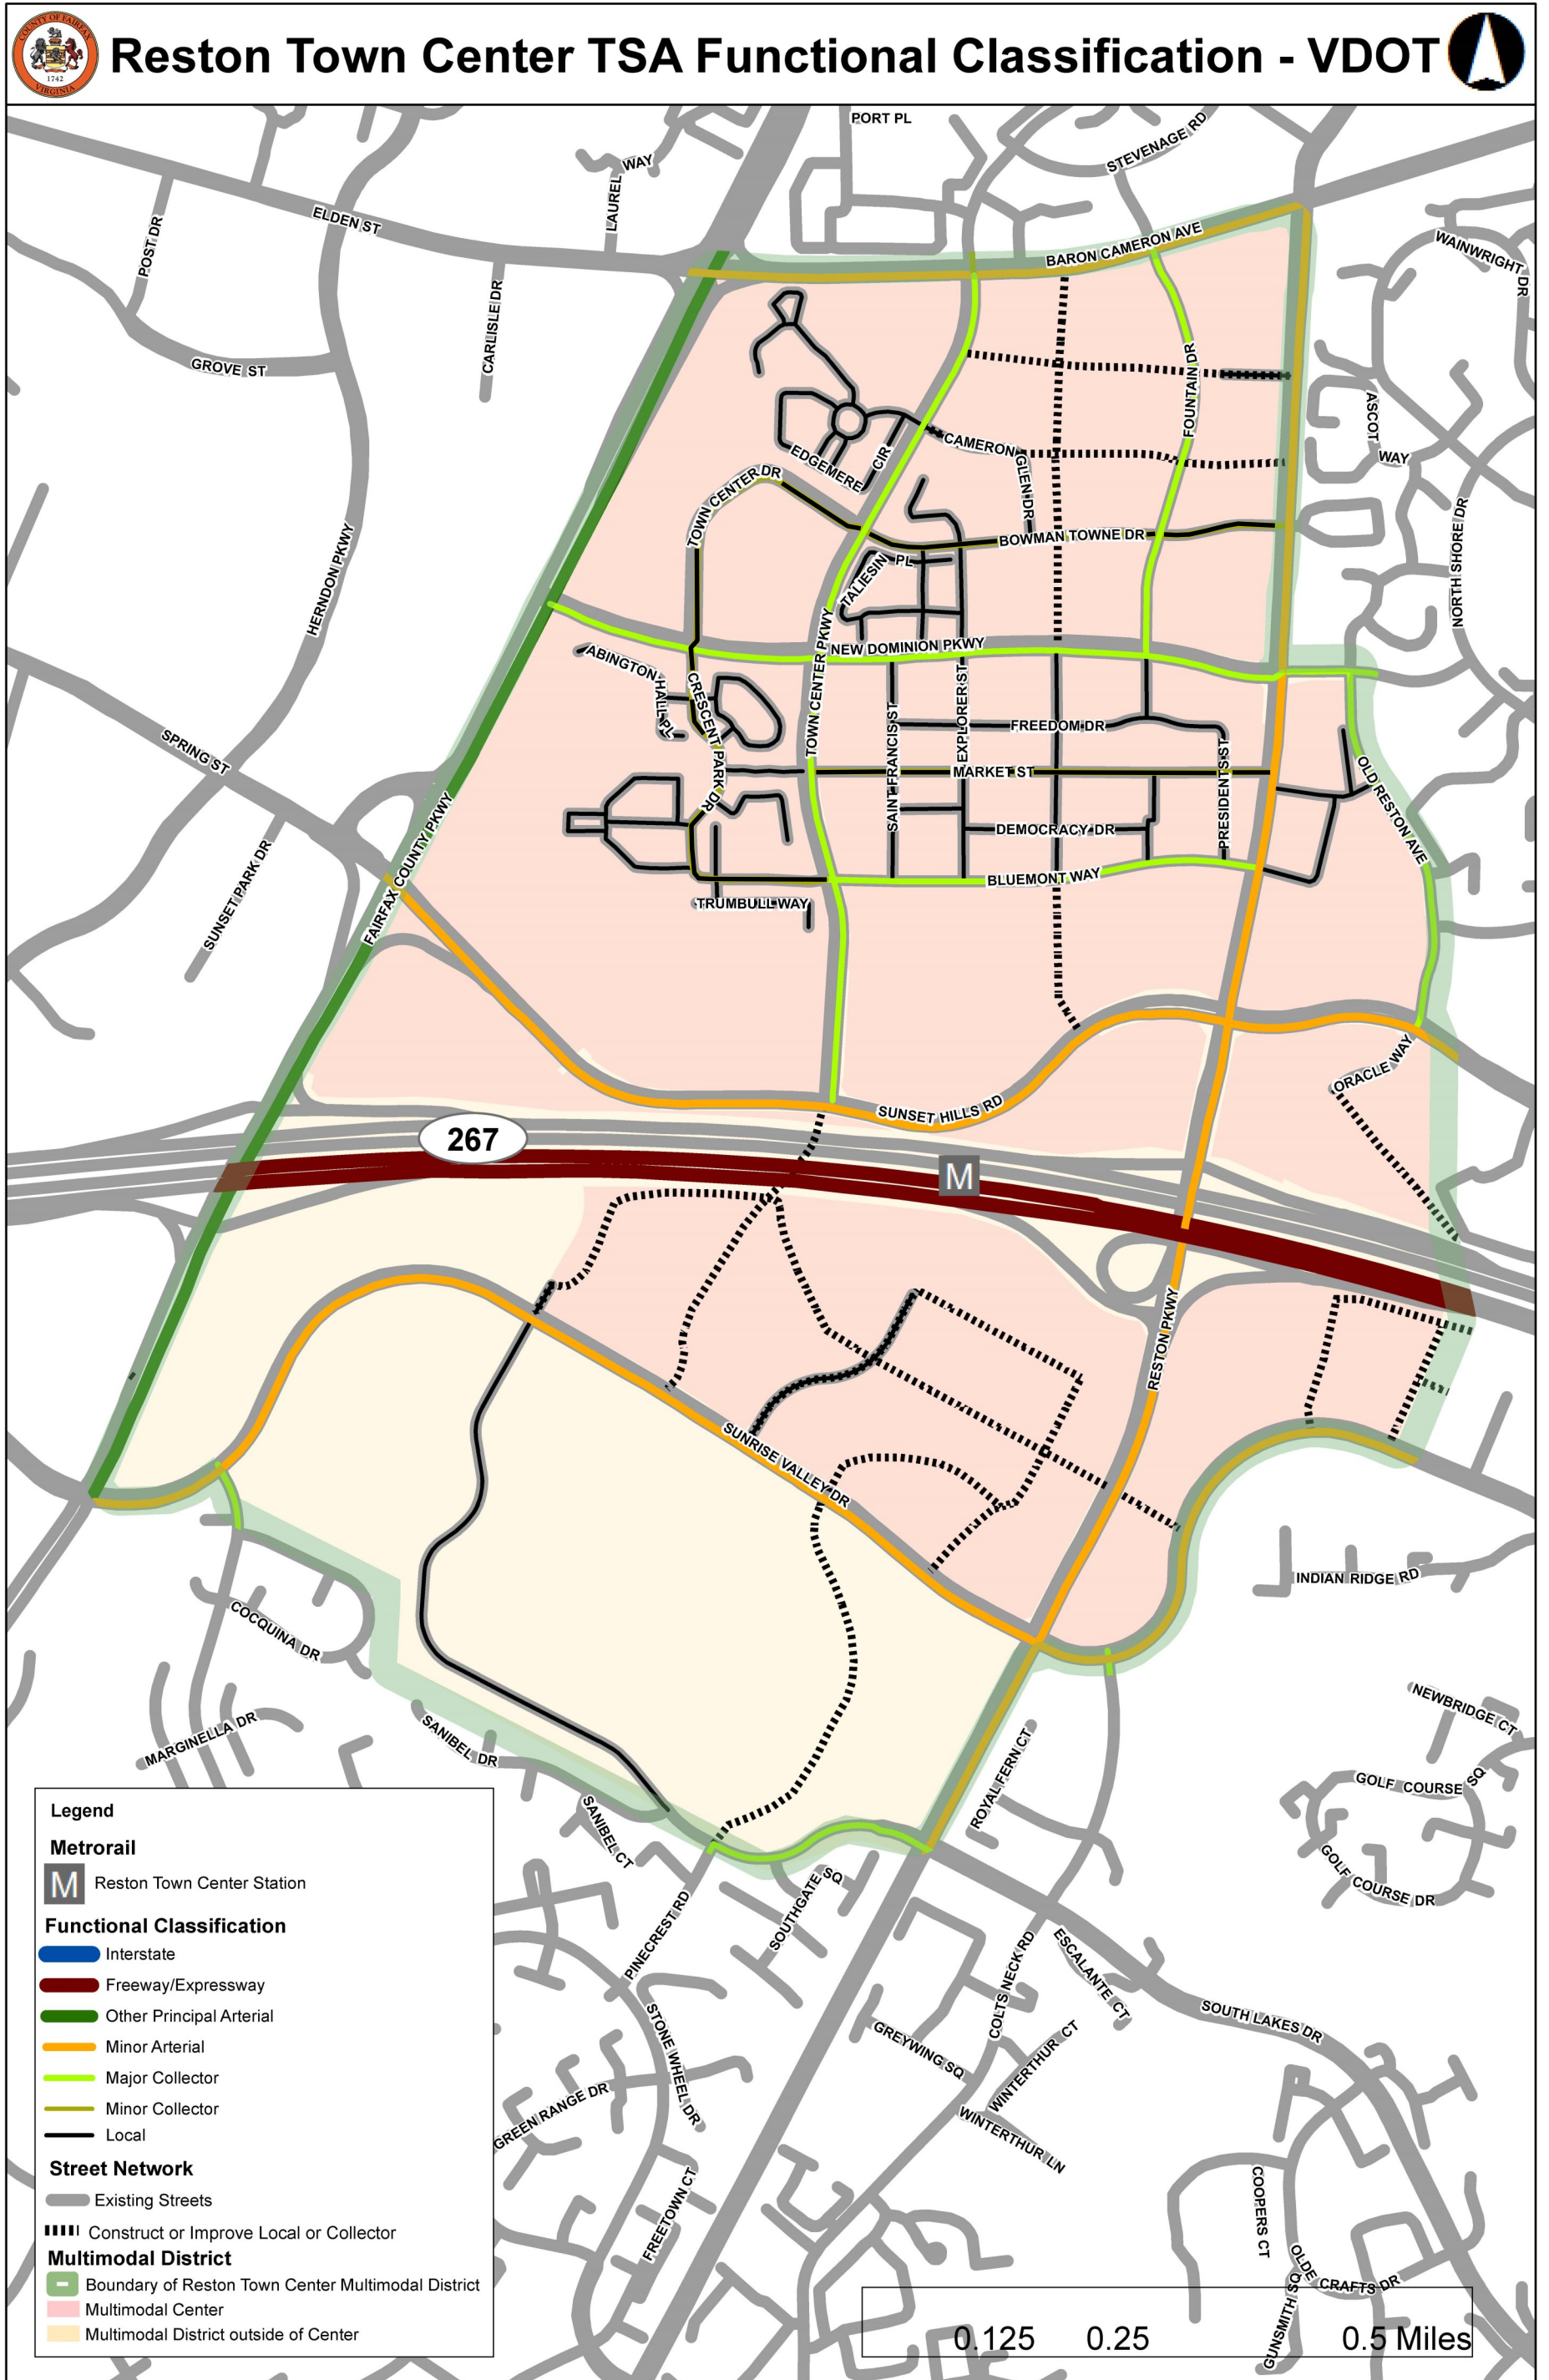 COUNTY OF FAIRFAX
1742
VIRGINIA
Reston Town Center TSA Functional Classification - VDOT
PORT PL
STEVENAGE RD
LAUREL WAY
ELDEN ST
POST DR
BARON CAMERON AVE
WAINWRIGHT DR
CARLISLE DR
GROVE ST
FOUNTAIN DR
ASCOT WAY
CAMERON GLEN DR
EDGEMERE CIR
TOWN CENTER DR
NORTH SHORE DR
BOWMAN TOWNE DR
HERNDON PKWY
TALIESIN PL
NEW DOMINION PKWY
ABINGTON HALL PL
TOWN CENTER PKWY
CRESCENT PARK DR
SAINT FRANCIS ST
EXPLORER ST
FREEDOM DR
SPRING ST
MARKET ST
PRESIDENTS ST
OLD RESTON AVE
DEMOCRACY DR
FAIRFAX COUNTY PKWY
SUNSET PARK DR
BLUEMONT WAY
TRUMBULL WAY
ORACLE WAY
SUNSET HILLS RD
267
M
RESTON PKWY
SUNRISE VALLEY DR
INDIAN RIDGE RD
COCQUINA DR
NEWBRIDGE CT
MARGINELLA DR
SANIBEL DR
ROYAL FERN CT
GOLF COURSE SQ
SANIBEL CT
GOLF COURSE DR
SOUTHGATE SQ
PINECREST RD
COLTS NECK RD
ESCALANTE CT
SOUTH LAKES DR
STONE WHEEL DR
GREYWING SQ
WINTERTHUR CT
GREEN RANGE DR
WINTERTHUR LN
FREETOWN CT
COOPERS CT
OLDE CRAFTS DR
GUNSMITH SQ
Legend
Metrorail
M Reston Town Center Station
Functional Classification
Interstate
Freeway/Expressway
Other Principal Arterial
Minor Arterial
Major Collector
Minor Collector
Local
Street Network
Existing Streets
Construct or Improve Local or Collector
Multimodal District
Boundary of Reston Town Center Multimodal District
Multimodal Center
Multimodal District outside of Center
0.125 0.25 0.5 Miles